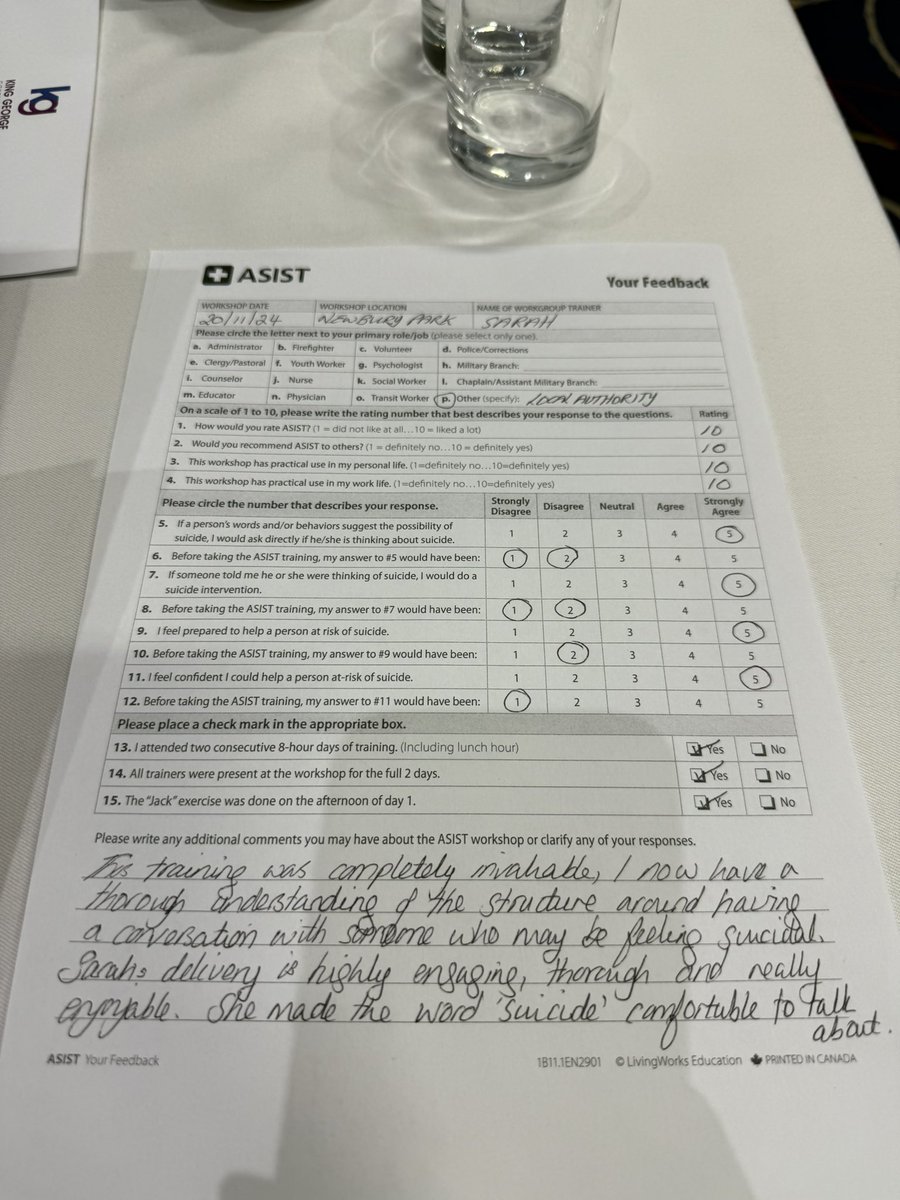 kg
KING GEORGE
ASIST
Your Feedback
WORKSHOP DATE WORKSHOP LOCATION NAME OF WORKGROUP TRAINER
20/11/24 NEWBURY PARK SARAH
Please circle the letter next to your primary role/job (please select only one).
a. Administrator b. Firefighter c. Volunteer d. Police/Corrections
e. Clergy/Pastoral f. Youth Worker g. Psychologist h. Military Branch:
i. Counselor j. Nurse k. Social Worker l. Chaplain/Assistant Military Branch:
m. Educator n. Physician o. Transit Worker p. Other (specify): LOCAL AUTHORITY
On a scale of 1 to 10, please write the rating number that best describes your response to the questions. Rating
1. How would you rate ASIST? (1 = did not like at all...10 = liked a lot) 10
2. Would you recommend ASIST to others? (1 = definitely no...10 = definitely yes) 10
3. This workshop has practical use in my personal life. (1=definitely no...10=definitely yes) 10
4. This workshop has practical use in my work life. (1=definitely no...10=definitely yes) 10
Please circle the number that describes your response. Strongly Disagree Disagree Neutral Agree Strongly Agree
5. If a person's words and/or behaviors suggest the possibility of
suicide, I would ask directly if he/she is thinking about suicide. 1 2 3 4 5
6. Before taking the ASIST training, my answer to #5 would have been: 1 2 3 4 5
7. If someone told me he or she were thinking of suicide, I would do a
suicide intervention. 1 2 3 4 5
8. Before taking the ASIST training, my answer to #7 would have been: 1 2 3 4 5
9. I feel prepared to help a person at risk of suicide. 1 2 3 4 5
10. Before taking the ASIST training, my answer to #9 would have been: 1 2 3 4 5
11. I feel confident I could help a person at-risk of suicide. 1 2 3 4 5
12. Before taking the ASIST training, my answer to #11 would have been: 1 2 3 4 5
Please place a check mark in the appropriate box.
13. I attended two consecutive 8-hour days of training. (Including lunch hour) Yes No
14. All trainers were present at the workshop for the full 2 days. Yes No
15. The "Jack" exercise was done on the afternoon of day 1. Yes No
Please write any additional comments you may have about the ASIST workshop or clarify any of your responses.
This training was completely invaluable, I now have a
thorough understanding of the structure around having
a conversation with someone who may be feeling suicidal.
Sarahs delivery is highly engaging, thorough and really
enjoyable. She made the word 'suicide' comfortable to talk
about.
ASIST Your Feedback 1B11.1EN2901 © LivingWorks Education PRINTED IN CANADA